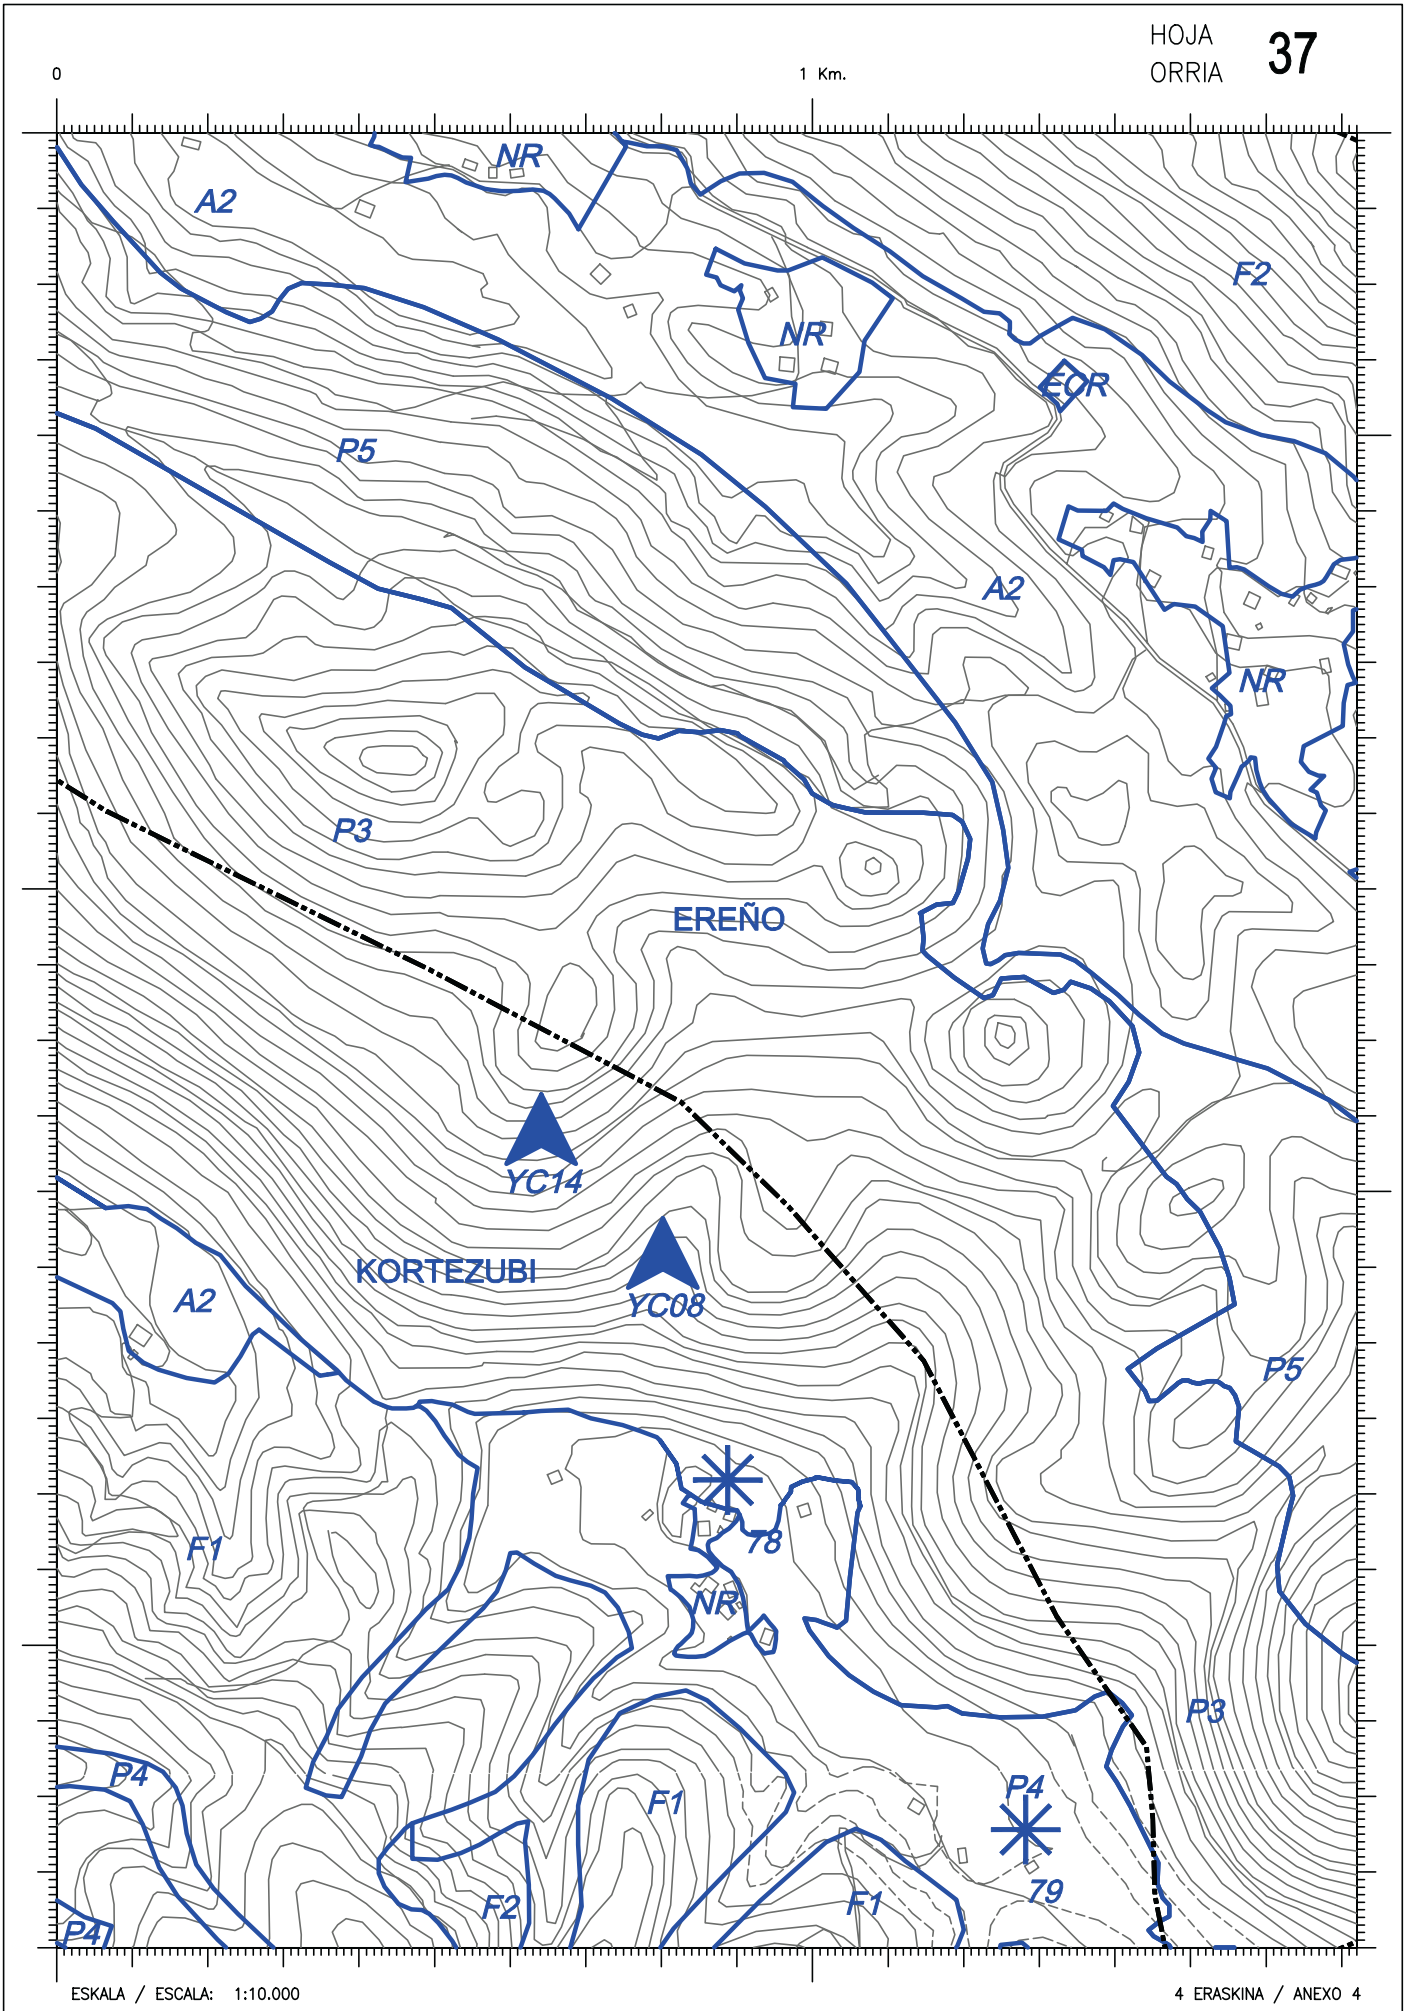 HOJA
ORRIA 37
0
1 Km.
NR
A2
F2
NR
ECR
P5
A2
NR
P3
EREÑO
YC14
KORTEZUBI
YC08
A2
P5
F1
78
NR
P3
P4
P4
F1
F2
F1
79
P4
ESKALA / ESCALA: 1:10.000
4 ERASKINA / ANEXO 4